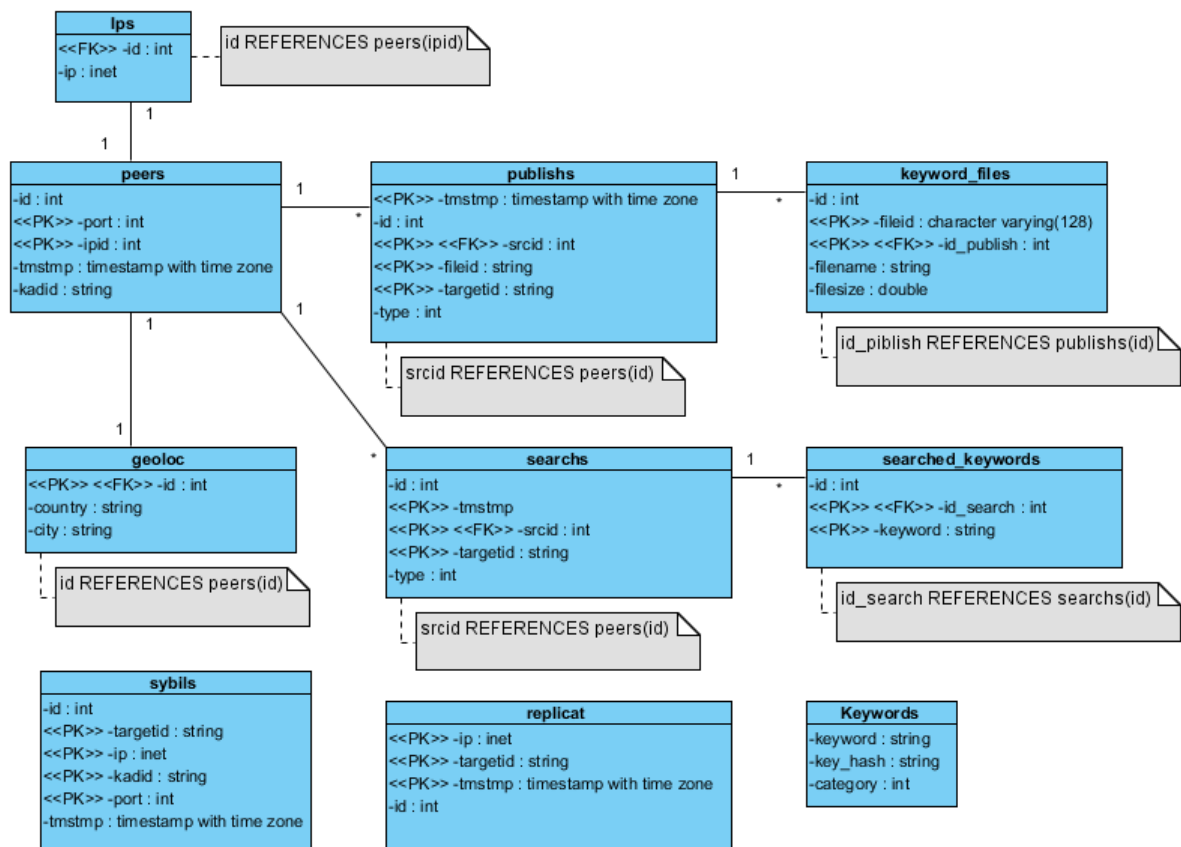 Ips
<<FK>> -id : int
-ip : inet
id REFERENCES peers(ipid)
1
1
peers
-id : int
<<PK>> -port : int
<<PK>> -ipid : int
-tmstmp : timestamp with time zone
-kadid : string
1
*
publishs
<<PK>> -tmstmp : timestamp with time zone
-id : int
<<PK>> <<FK>> -srcid : int
<<PK>> -fileid : string
<<PK>> -targetid : string
-type : int
srcid REFERENCES peers(id)
1
*
keyword_files
-id : int
<<PK>> -fileid : character varying(128)
<<PK>> <<FK>> -id_publish : int
-filename : string
-filesize : double
id_piblish REFERENCES publishs(id)
1
1
geoloc
<<PK>> <<FK>> -id : int
-country : string
-city : string
id REFERENCES peers(id)
1
*
searchs
-id : int
<<PK>> -tmstmp
<<PK>> <<FK>> -srcid : int
<<PK>> -targetid : string
-type : int
srcid REFERENCES peers(id)
1
*
searched_keywords
-id : int
<<PK>> <<FK>> -id_search : int
<<PK>> -keyword : string
id_search REFERENCES searchs(id)
sybils
-id : int
<<PK>> -targetid : string
<<PK>> -ip : inet
<<PK>> -kadid : string
<<PK>> -port : int
-tmstmp : timestamp with time zone
replicat
<<PK>> -ip : inet
<<PK>> -targetid : string
<<PK>> -tmstmp : timestamp with time zone
-id : int
Keywords
-keyword : string
-key_hash : string
-category : int